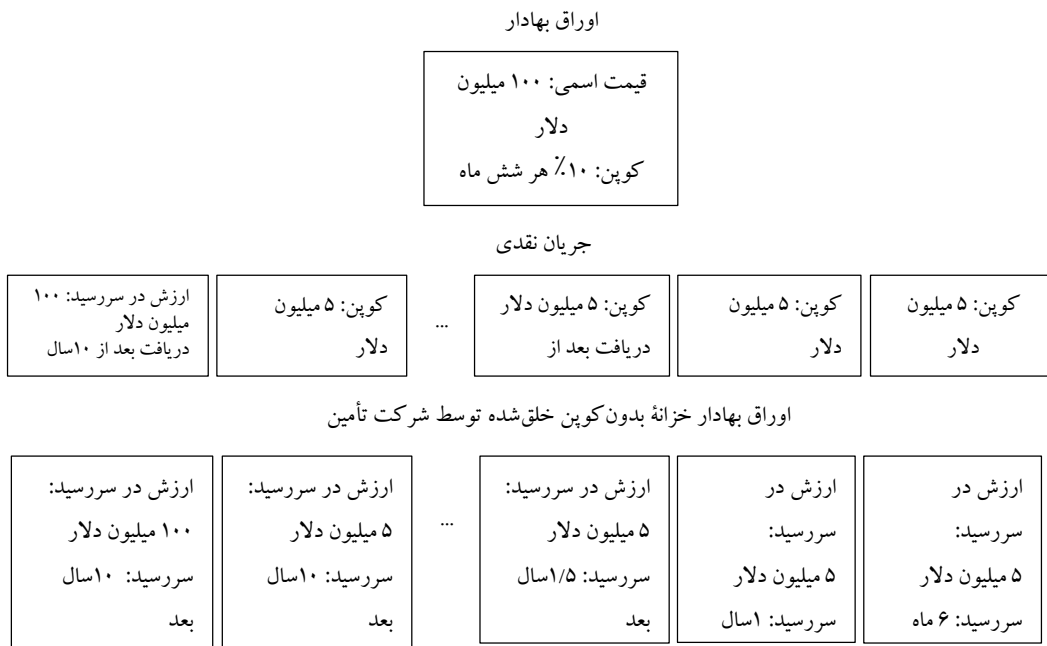 اوراق بهادار
قیمت اسمی: ۱۰۰ میلیون
دلار
کوپن: ۱۰٪ هر شش ماه
جریان نقدی
کوپن: ۵ میلیون
دلار
کوپن: ۵ میلیون
دلار
کوپن: ۵ میلیون دلار
دریافت بعد از
...
کوپن: ۵ میلیون
دلار
ارزش در سررسید: ۱۰۰
میلیون دلار
دریافت بعد از ۱۰سال
اوراق بهادار خزانهٔ بدون‌کوپن خلق‌شده توسط شرکت تأمین
ارزش در
سررسید:
۵ میلیون دلار
سررسید: ۶ ماه
ارزش در
سررسید:
۵ میلیون دلار
سررسید: ۱سال
ارزش در سررسید:
۵ میلیون دلار
سررسید: ۱/۵سال
بعد
...
ارزش در سررسید:
۵ میلیون دلار
سررسید: ۱۰سال
بعد
ارزش در سررسید:
۱۰۰ میلیون دلار
سررسید: ۱۰سال
بعد